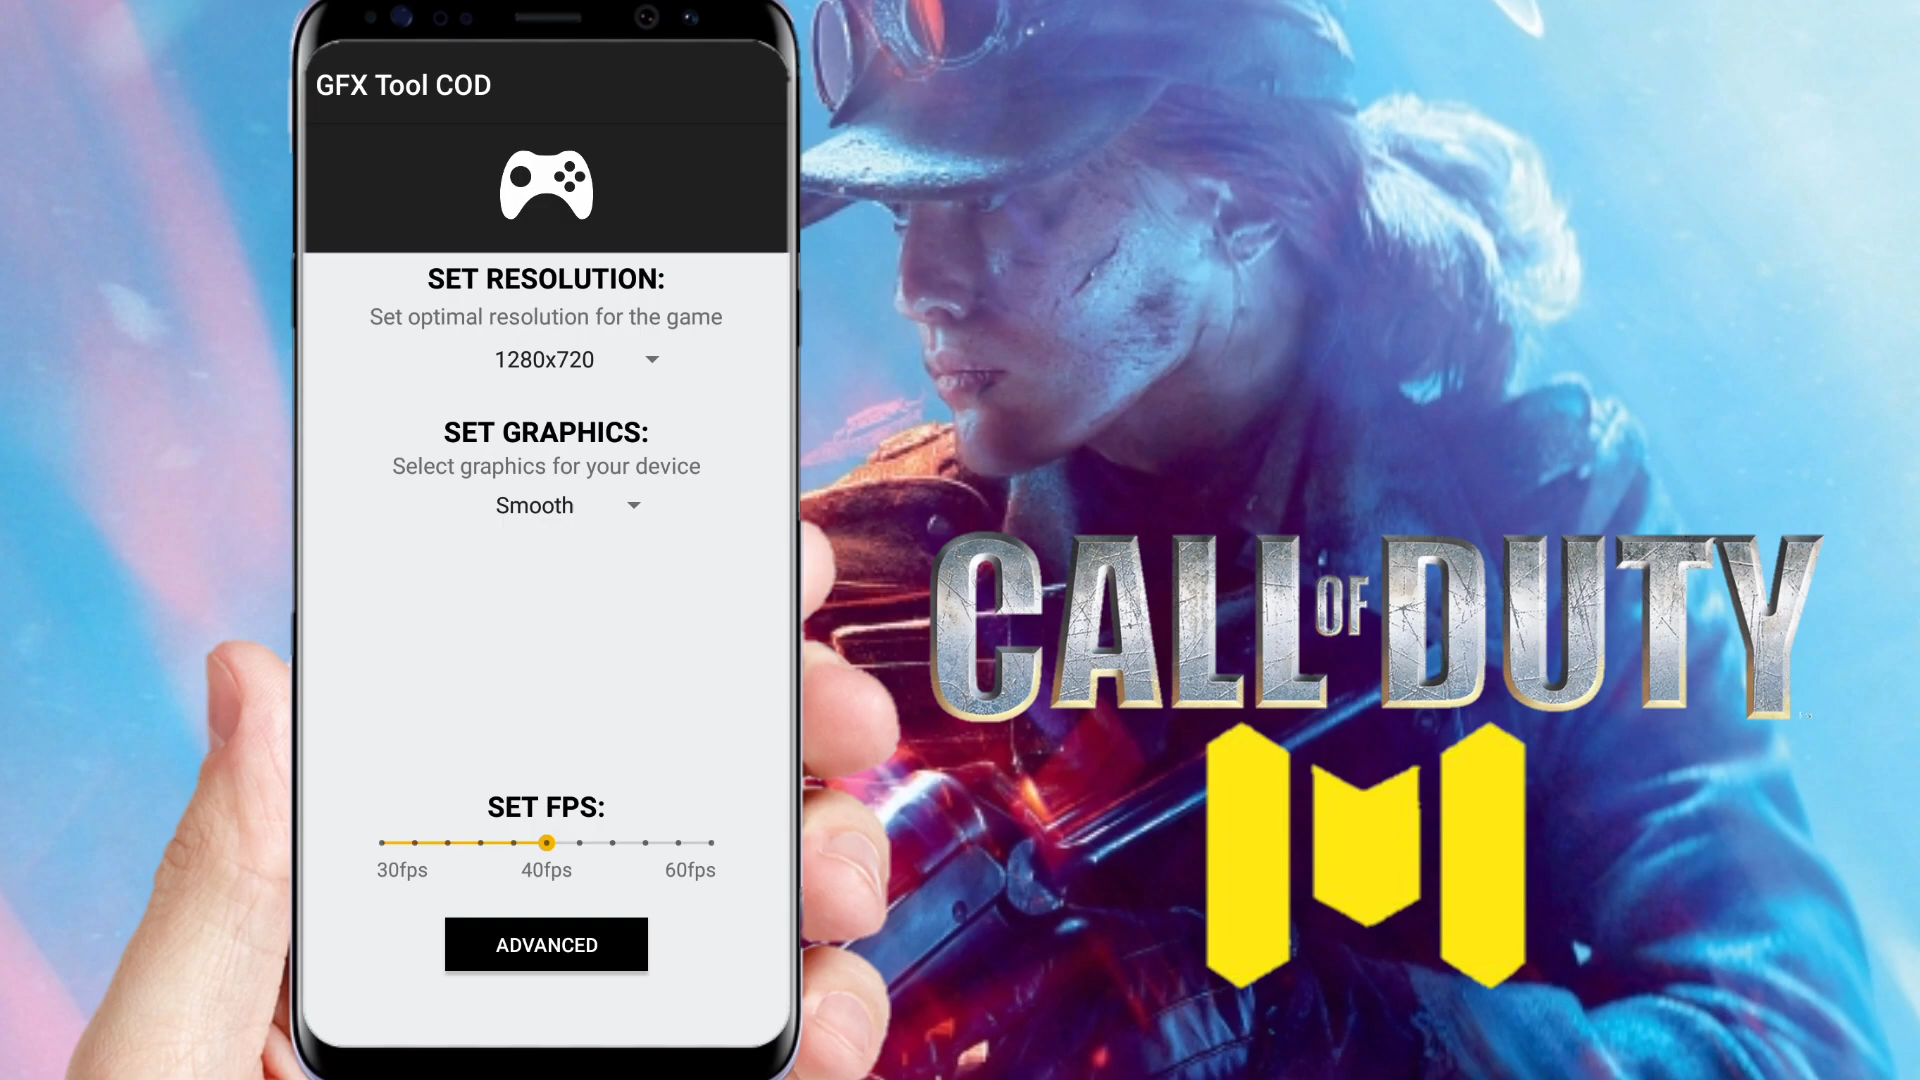 GFX Tool COD
SET RESOLUTION:
Set optimal resolution for the game
1280x720
SET GRAPHICS:
Select graphics for your device
Smooth
SET FPS:
30fps 40fps 60fps
ADVANCED
CALL OF DUTY
M